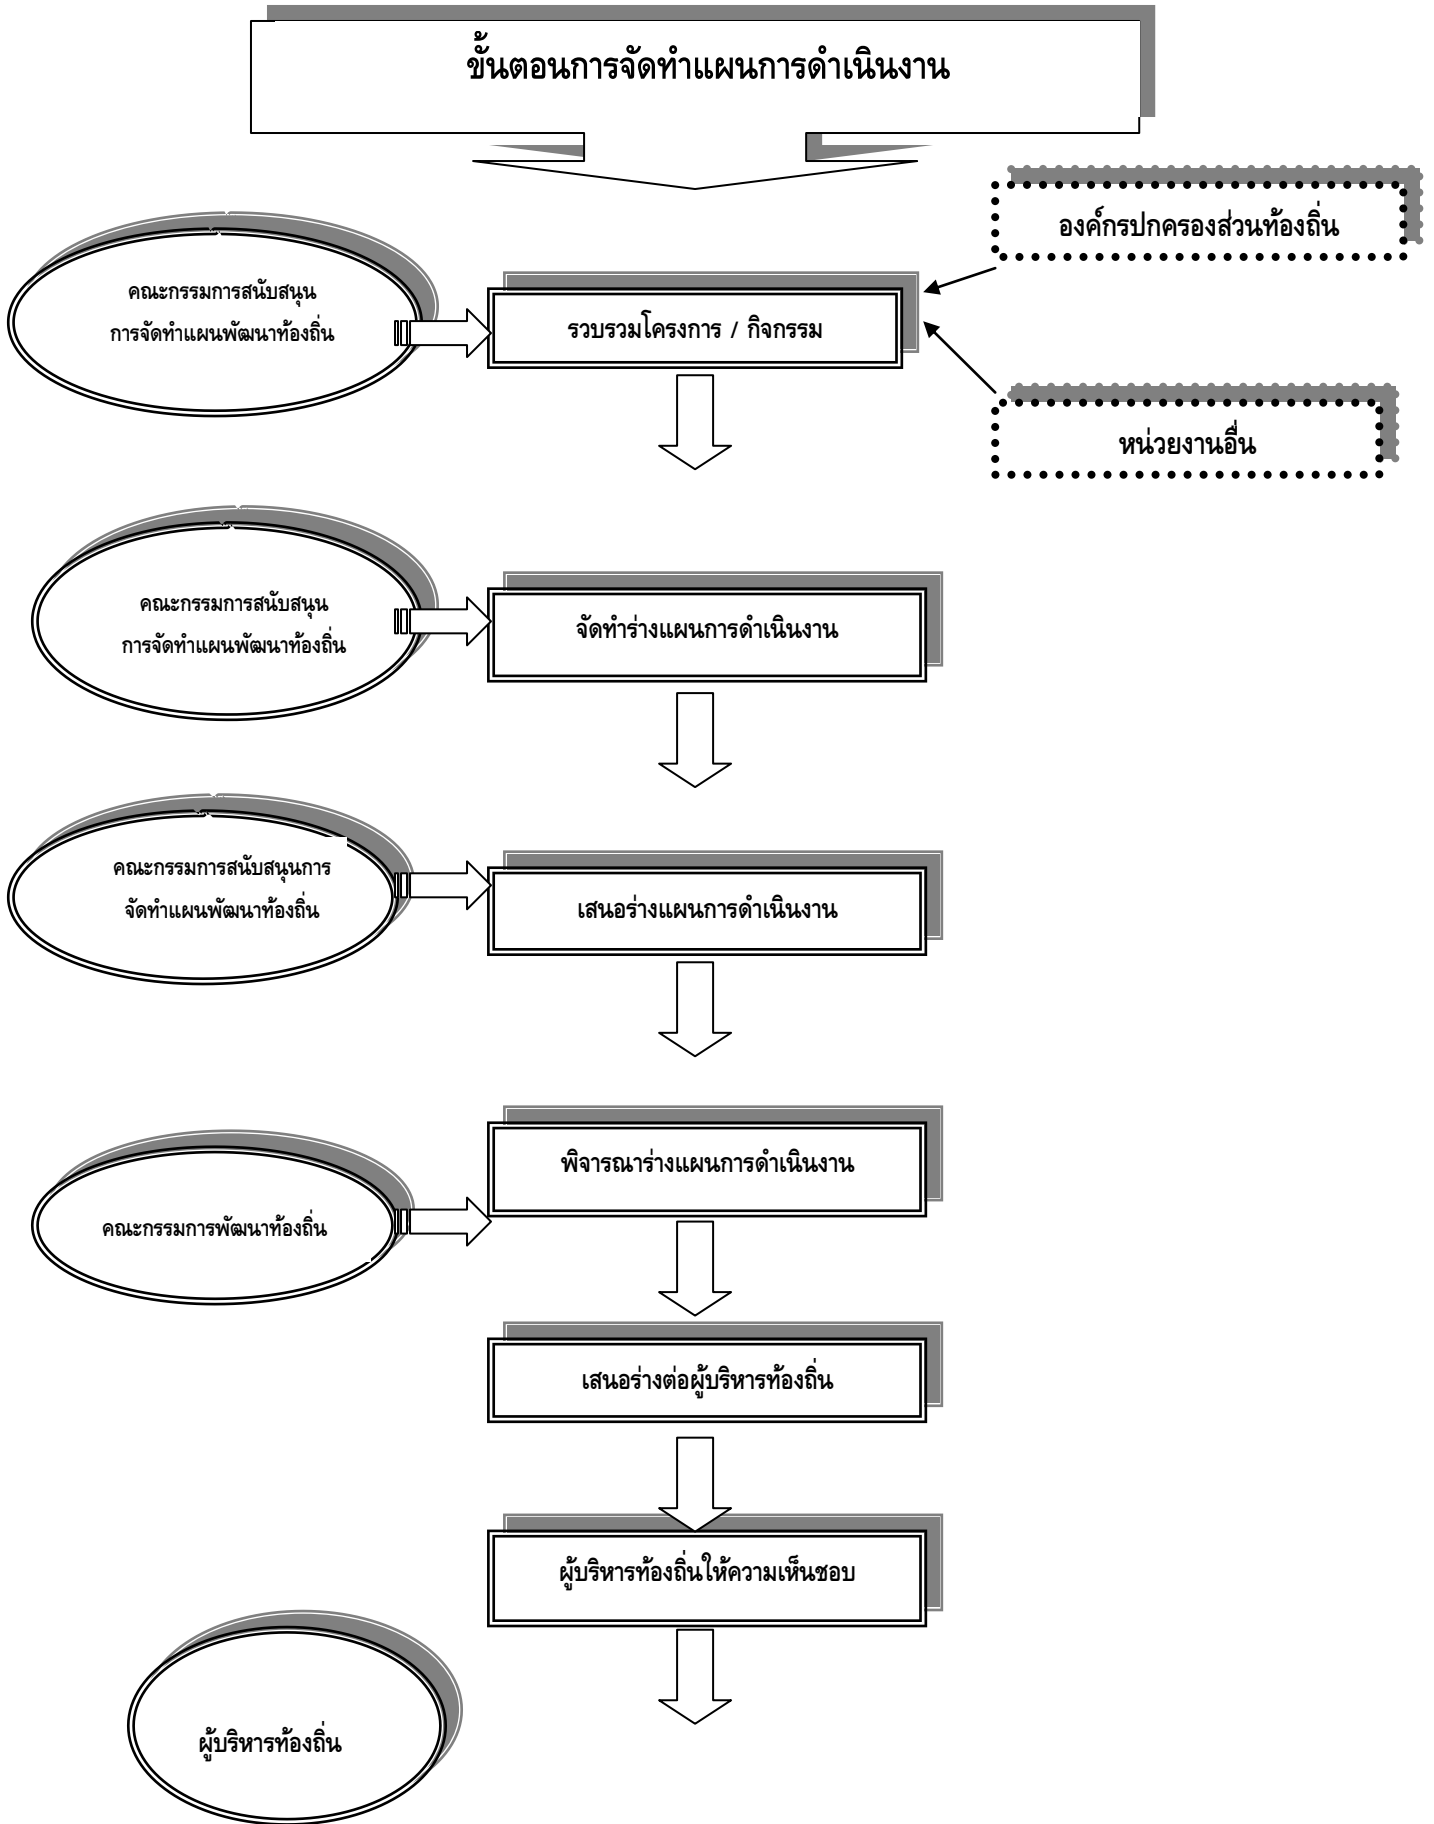 ขั้นตอนการจัดทำแผนการดำเนินงาน
องค์กรปกครองส่วนท้องถิ่น
คณะกรรมการสนับสนุน
การจัดทำแผนพัฒนาท้องถิ่น
รวบรวมโครงการ / กิจกรรม
หน่วยงานอื่น
คณะกรรมการสนับสนุน
การจัดทำแผนพัฒนาท้องถิ่น
จัดทำร่างแผนการดำเนินงาน
คณะกรรมการสนับสนุนการ
จัดทำแผนพัฒนาท้องถิ่น
เสนอร่างแผนการดำเนินงาน
พิจารณาร่างแผนการดำเนินงาน
คณะกรรมการพัฒนาท้องถิ่น
เสนอร่างต่อผู้บริหารท้องถิ่น
ผู้บริหารท้องถิ่นให้ความเห็นชอบ
ผู้บริหารท้องถิ่น